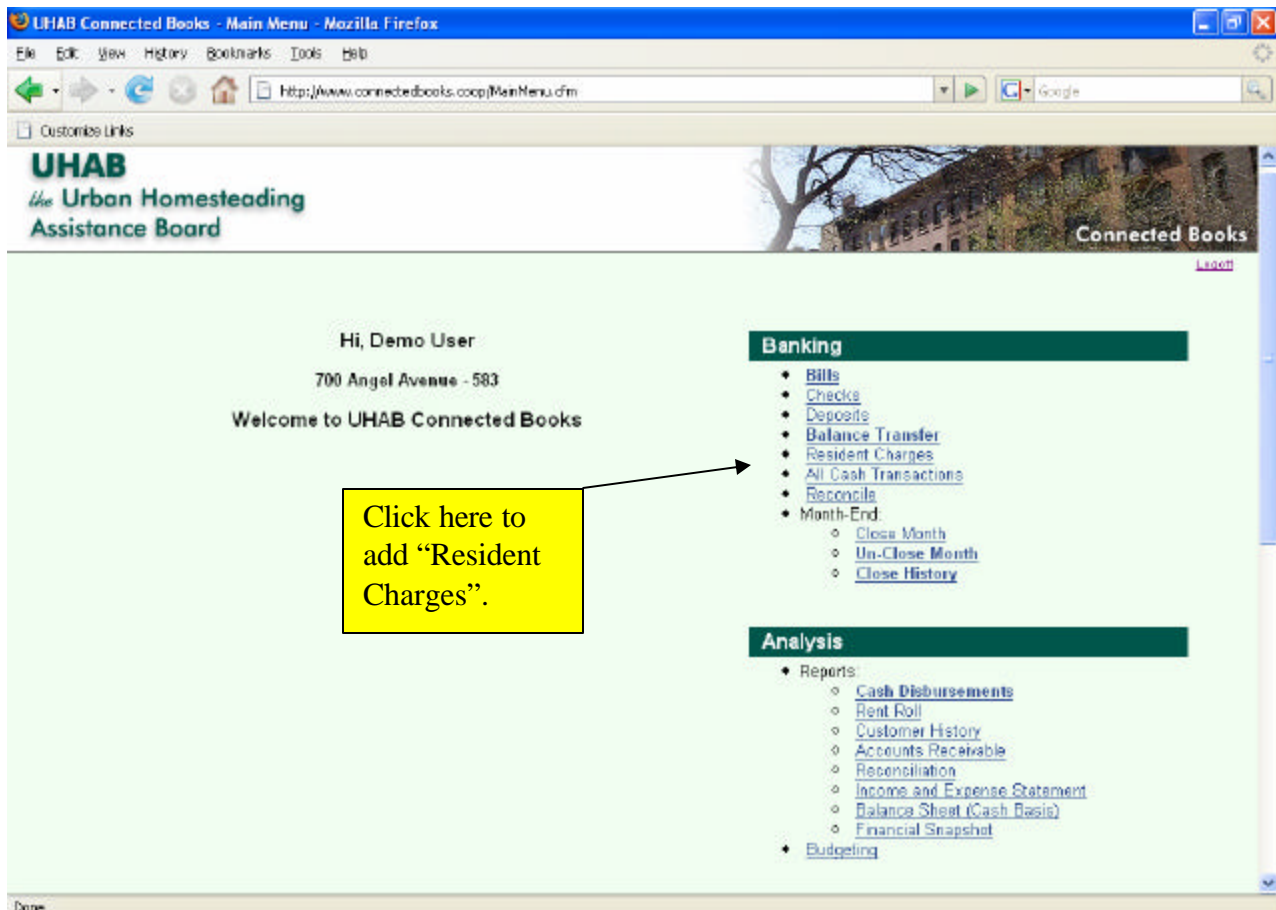 UHAB Connected Books - Main Menu - Mozilla Firefox
File Edit View History Bookmarks Tools Help
http://www.connectedbooks.coop/MainMenu.cfm
Google
Customize Links
UHAB
the Urban Homesteading
Assistance Board
Connected Books
Logoff
Hi, Demo User
700 Angel Avenue - 583
Welcome to UHAB Connected Books
Click here to
add “Resident
Charges”.
Banking
Bills
Checks
Deposits
Balance Transfer
Resident Charges
All Cash Transactions
Reconcile
Month-End:
Close Month
Un-Close Month
Close History
Analysis
Reports:
Cash Disbursements
Rent Roll
Customer History
Accounts Receivable
Reconciliation
Income and Expense Statement
Balance Sheet (Cash Basis)
Financial Snapshot
Budgeting
Done